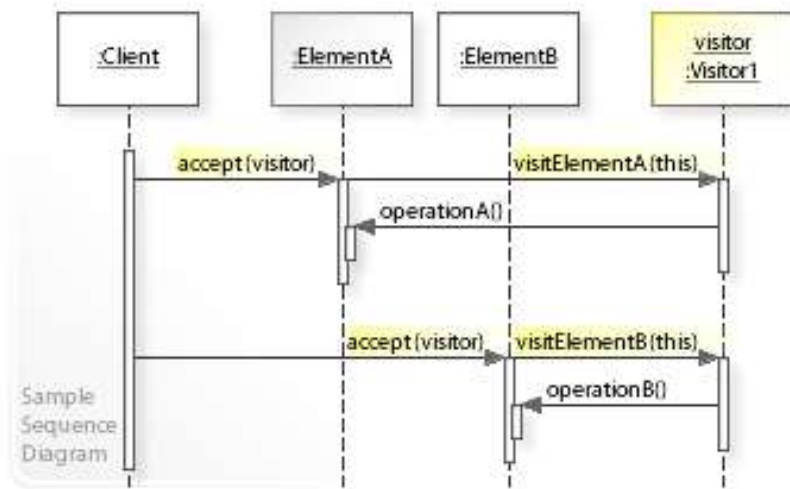 :Client
:ElementA
:ElementB
visitor
:Visitor1
accept(visitor)
visitElementA(this)
operationA()
accept(visitor)
visitElementB(this)
operationB()
Sample
Sequence
Diagram